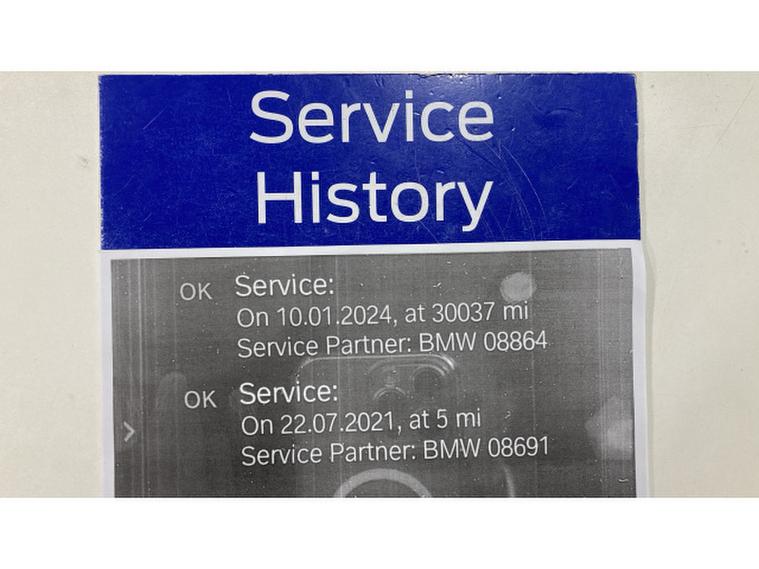 Service
History
OK Service:
On 10.01.2024, at 30037 mi
Service Partner: BMW 08864
OK Service:
On 22.07.2021, at 5 mi
Service Partner: BMW 08691